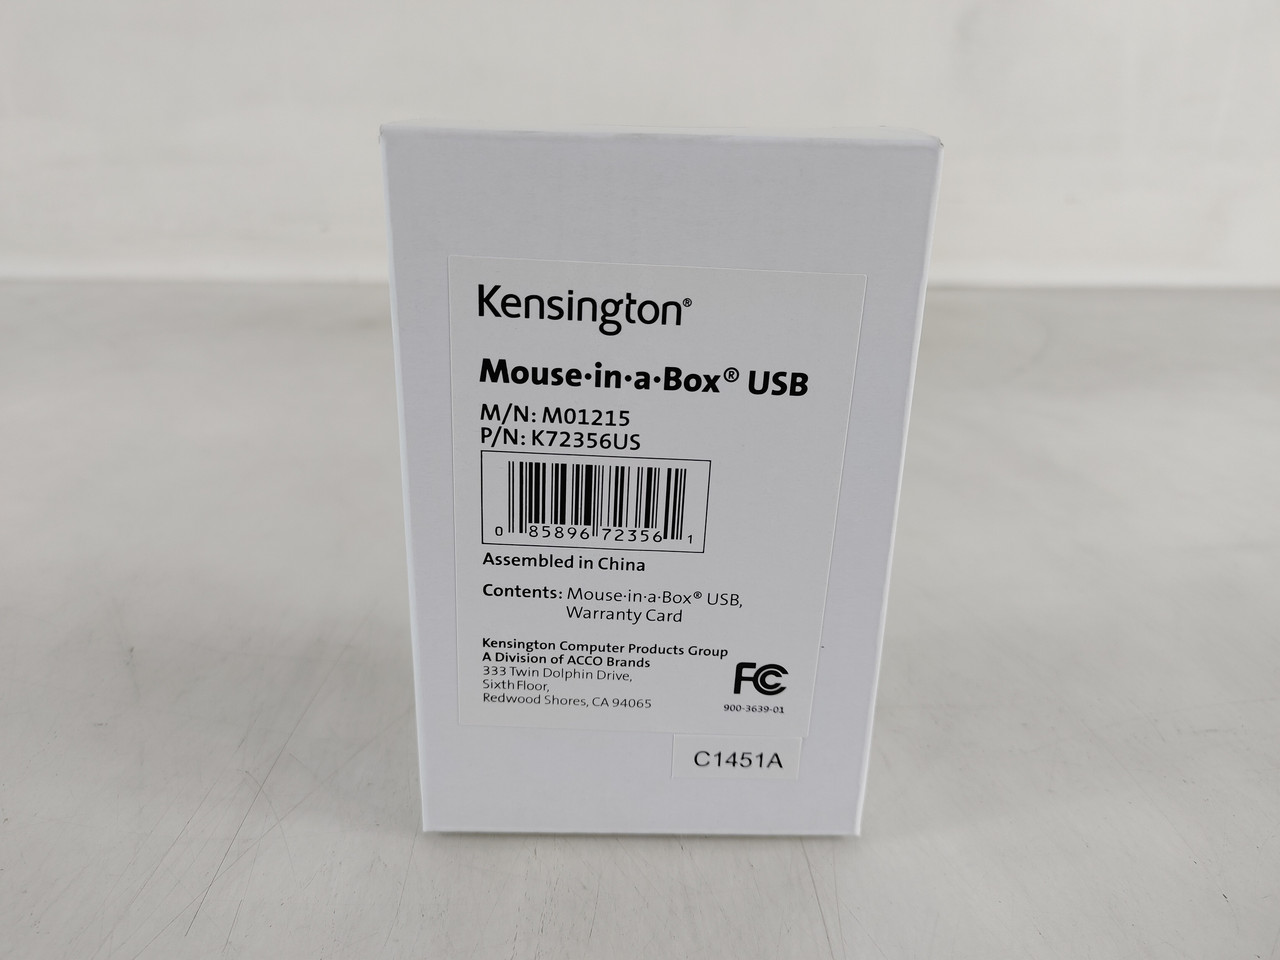 Kensington®
Mouse·in·a·Box® USB
M/N: M01215
P/N: K72356US
0 85896 72356 1
Assembled in China
Contents: Mouse·in·a·Box® USB,
Warranty Card
Kensington Computer Products Group
A Division of ACCO Brands
333 Twin Dolphin Drive,
Sixth Floor,
Redwood Shores, CA 94065
FC
900-3639-01
C1451A